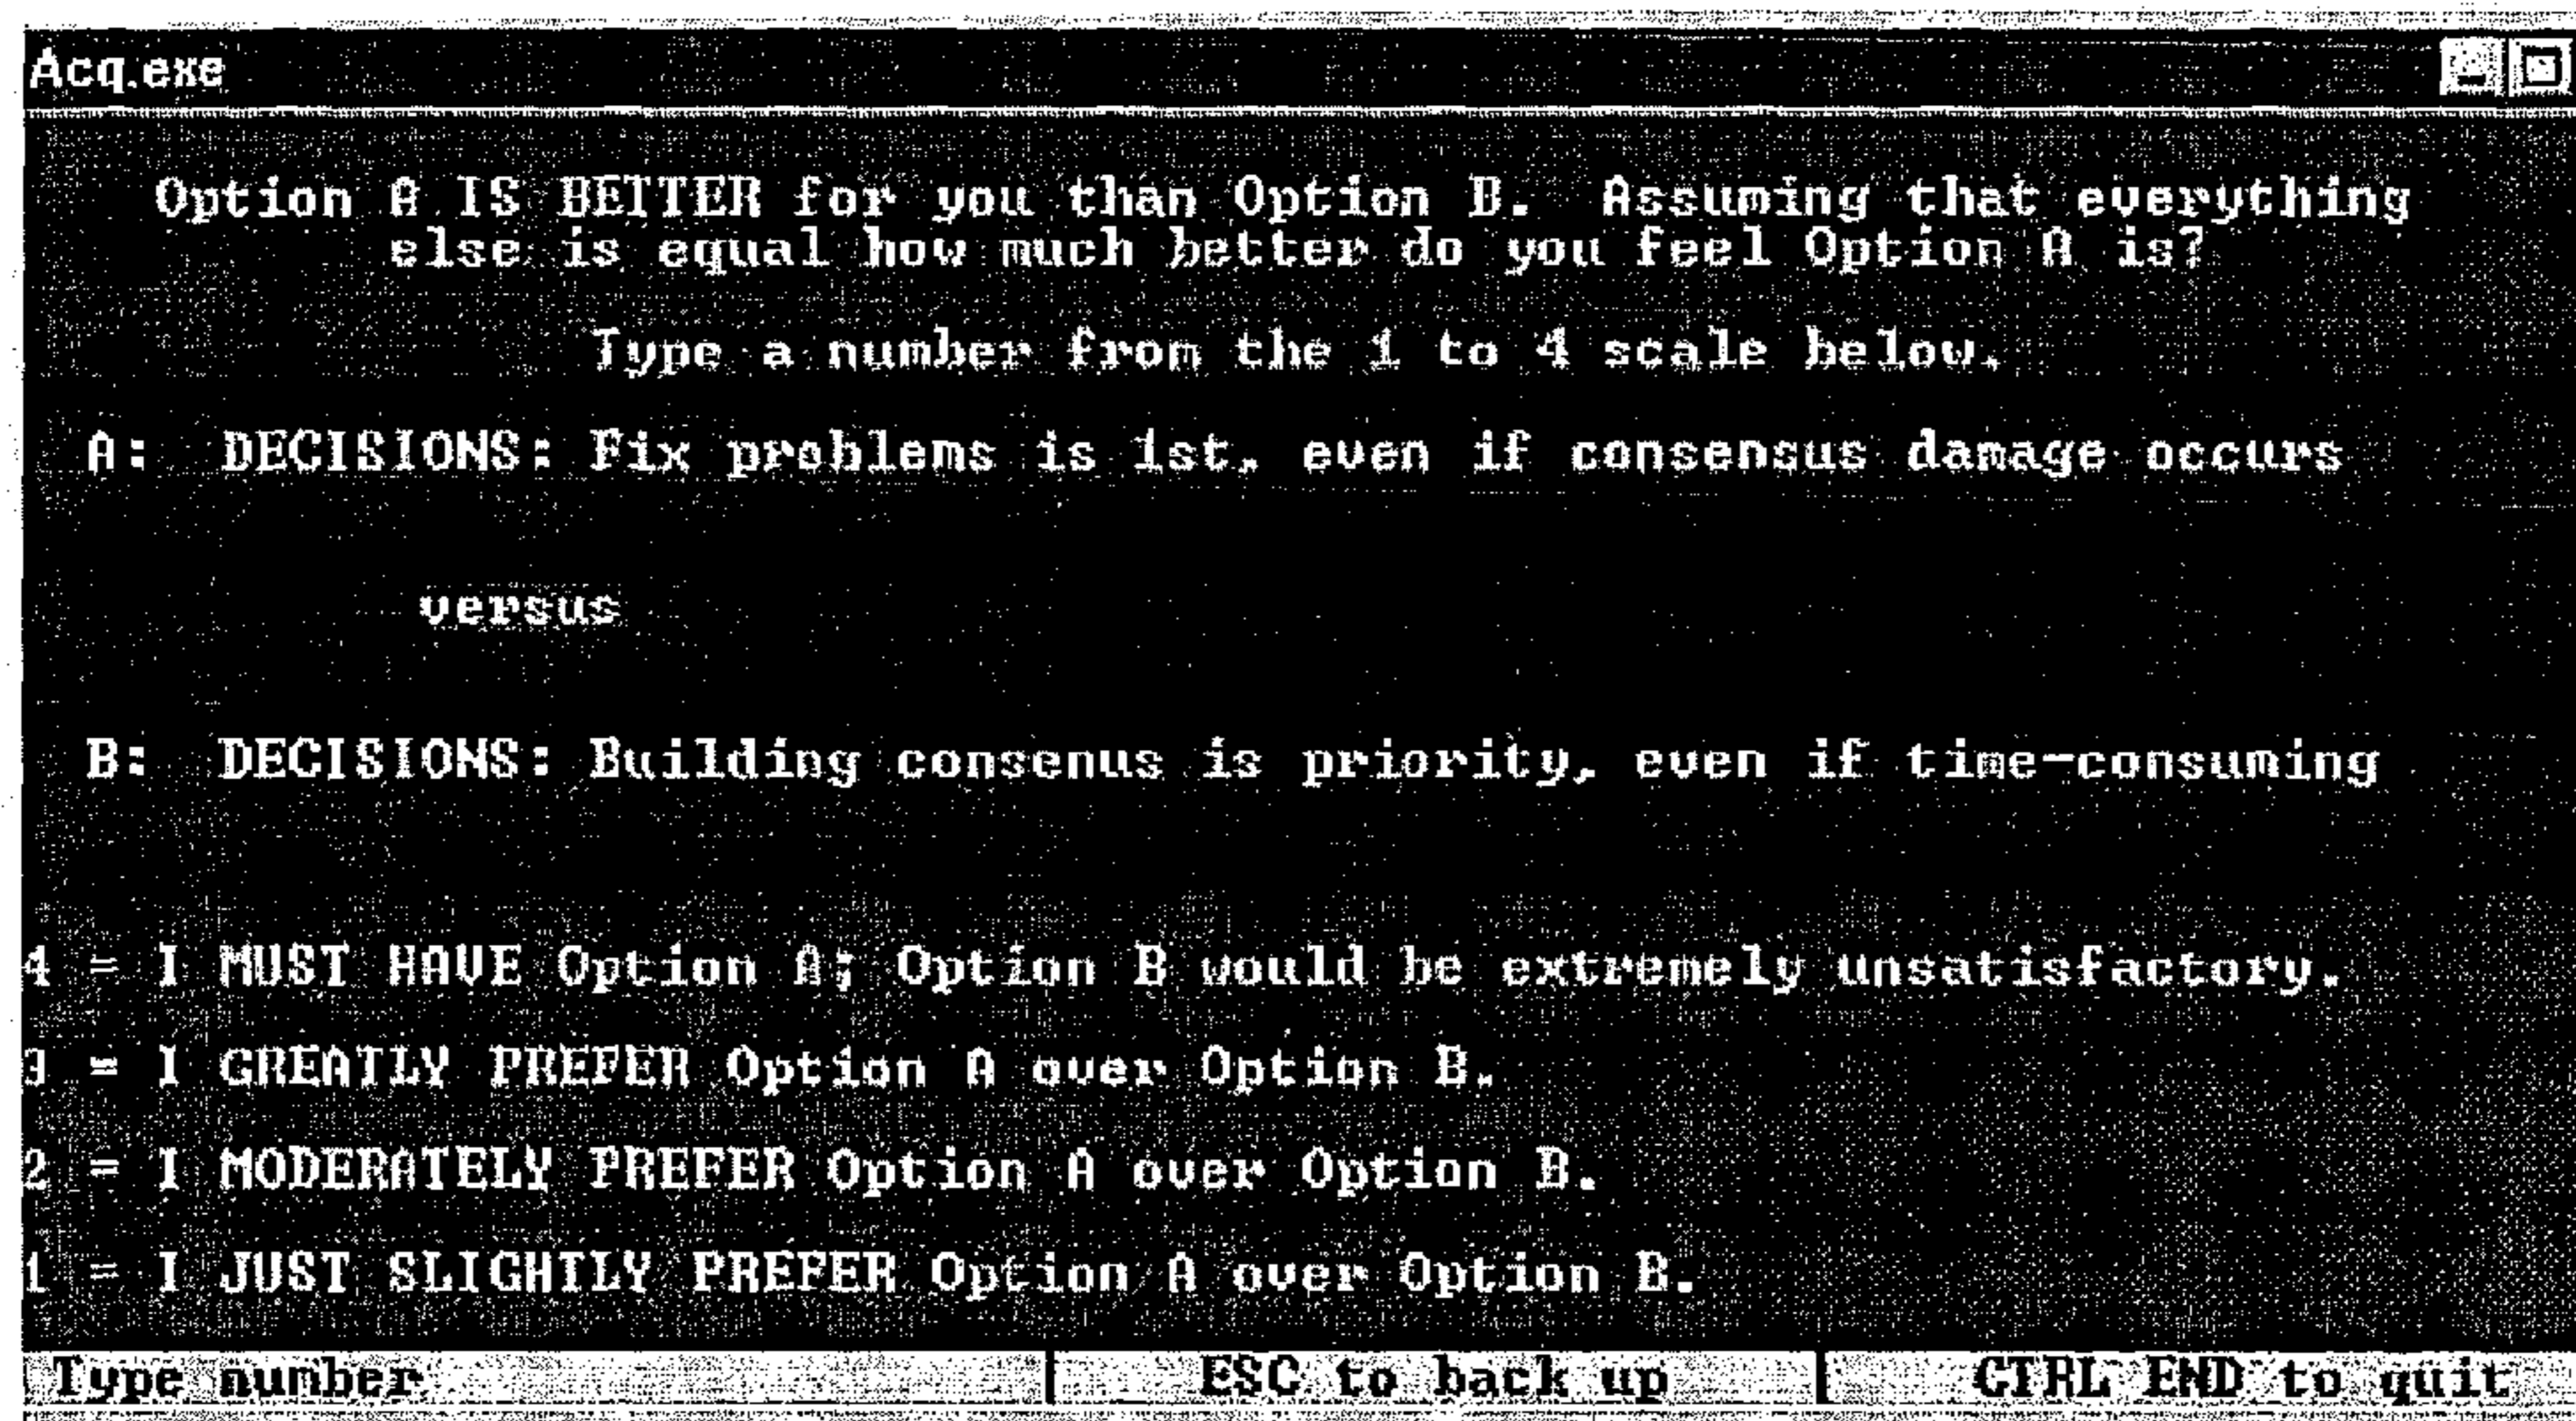 Acq.exe
Option A IS BETTER for you than Option B. Assuming that everything
else is equal how much better do you feel Option A is?
Type a number from the 1 to 4 scale below.
A: DECISIONS: Fix problems is 1st, even if consensus damage occurs
versus
B: DECISIONS: Building consenus is priority, even if time-consuming
4 = I MUST HAVE Option A; Option B would be extremely unsatisfactory.
3 = I GREATLY PREFER Option A over Option B.
2 = I MODERATELY PREFER Option A over Option B.
1 = I JUST SLIGHTLY PREFER Option A over Option B.
Type number ESC to back up CTRL END to quit